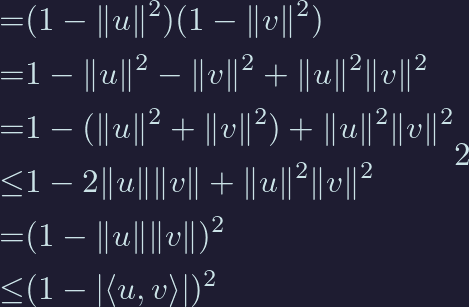 =(1 − ‖u‖²)(1 − ‖v‖²)
=1 − ‖u‖² − ‖v‖² + ‖u‖²‖v‖²
=1 − (‖u‖² + ‖v‖²) + ‖u‖²‖v‖²
2
≤1 − 2‖u‖‖v‖ + ‖u‖²‖v‖²
=(1 − ‖u‖‖v‖)²
≤(1 − |⟨u, v⟩|)²